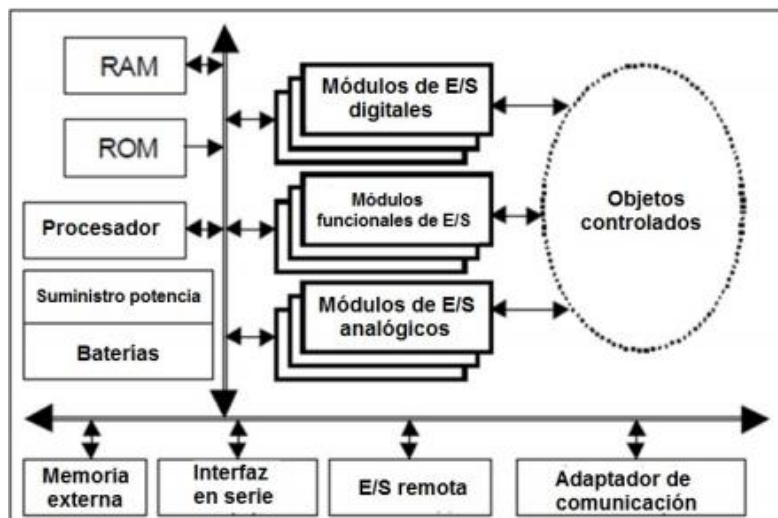 RAM
ROM
Procesador
Suministro potencia
Baterías
Módulos de E/S
digitales
Módulos
funcionales de E/S
Módulos de E/S
analógicos
Objetos
controlados
Memoria
externa
Interfaz
en serie
E/S remota
Adaptador de
comunicación